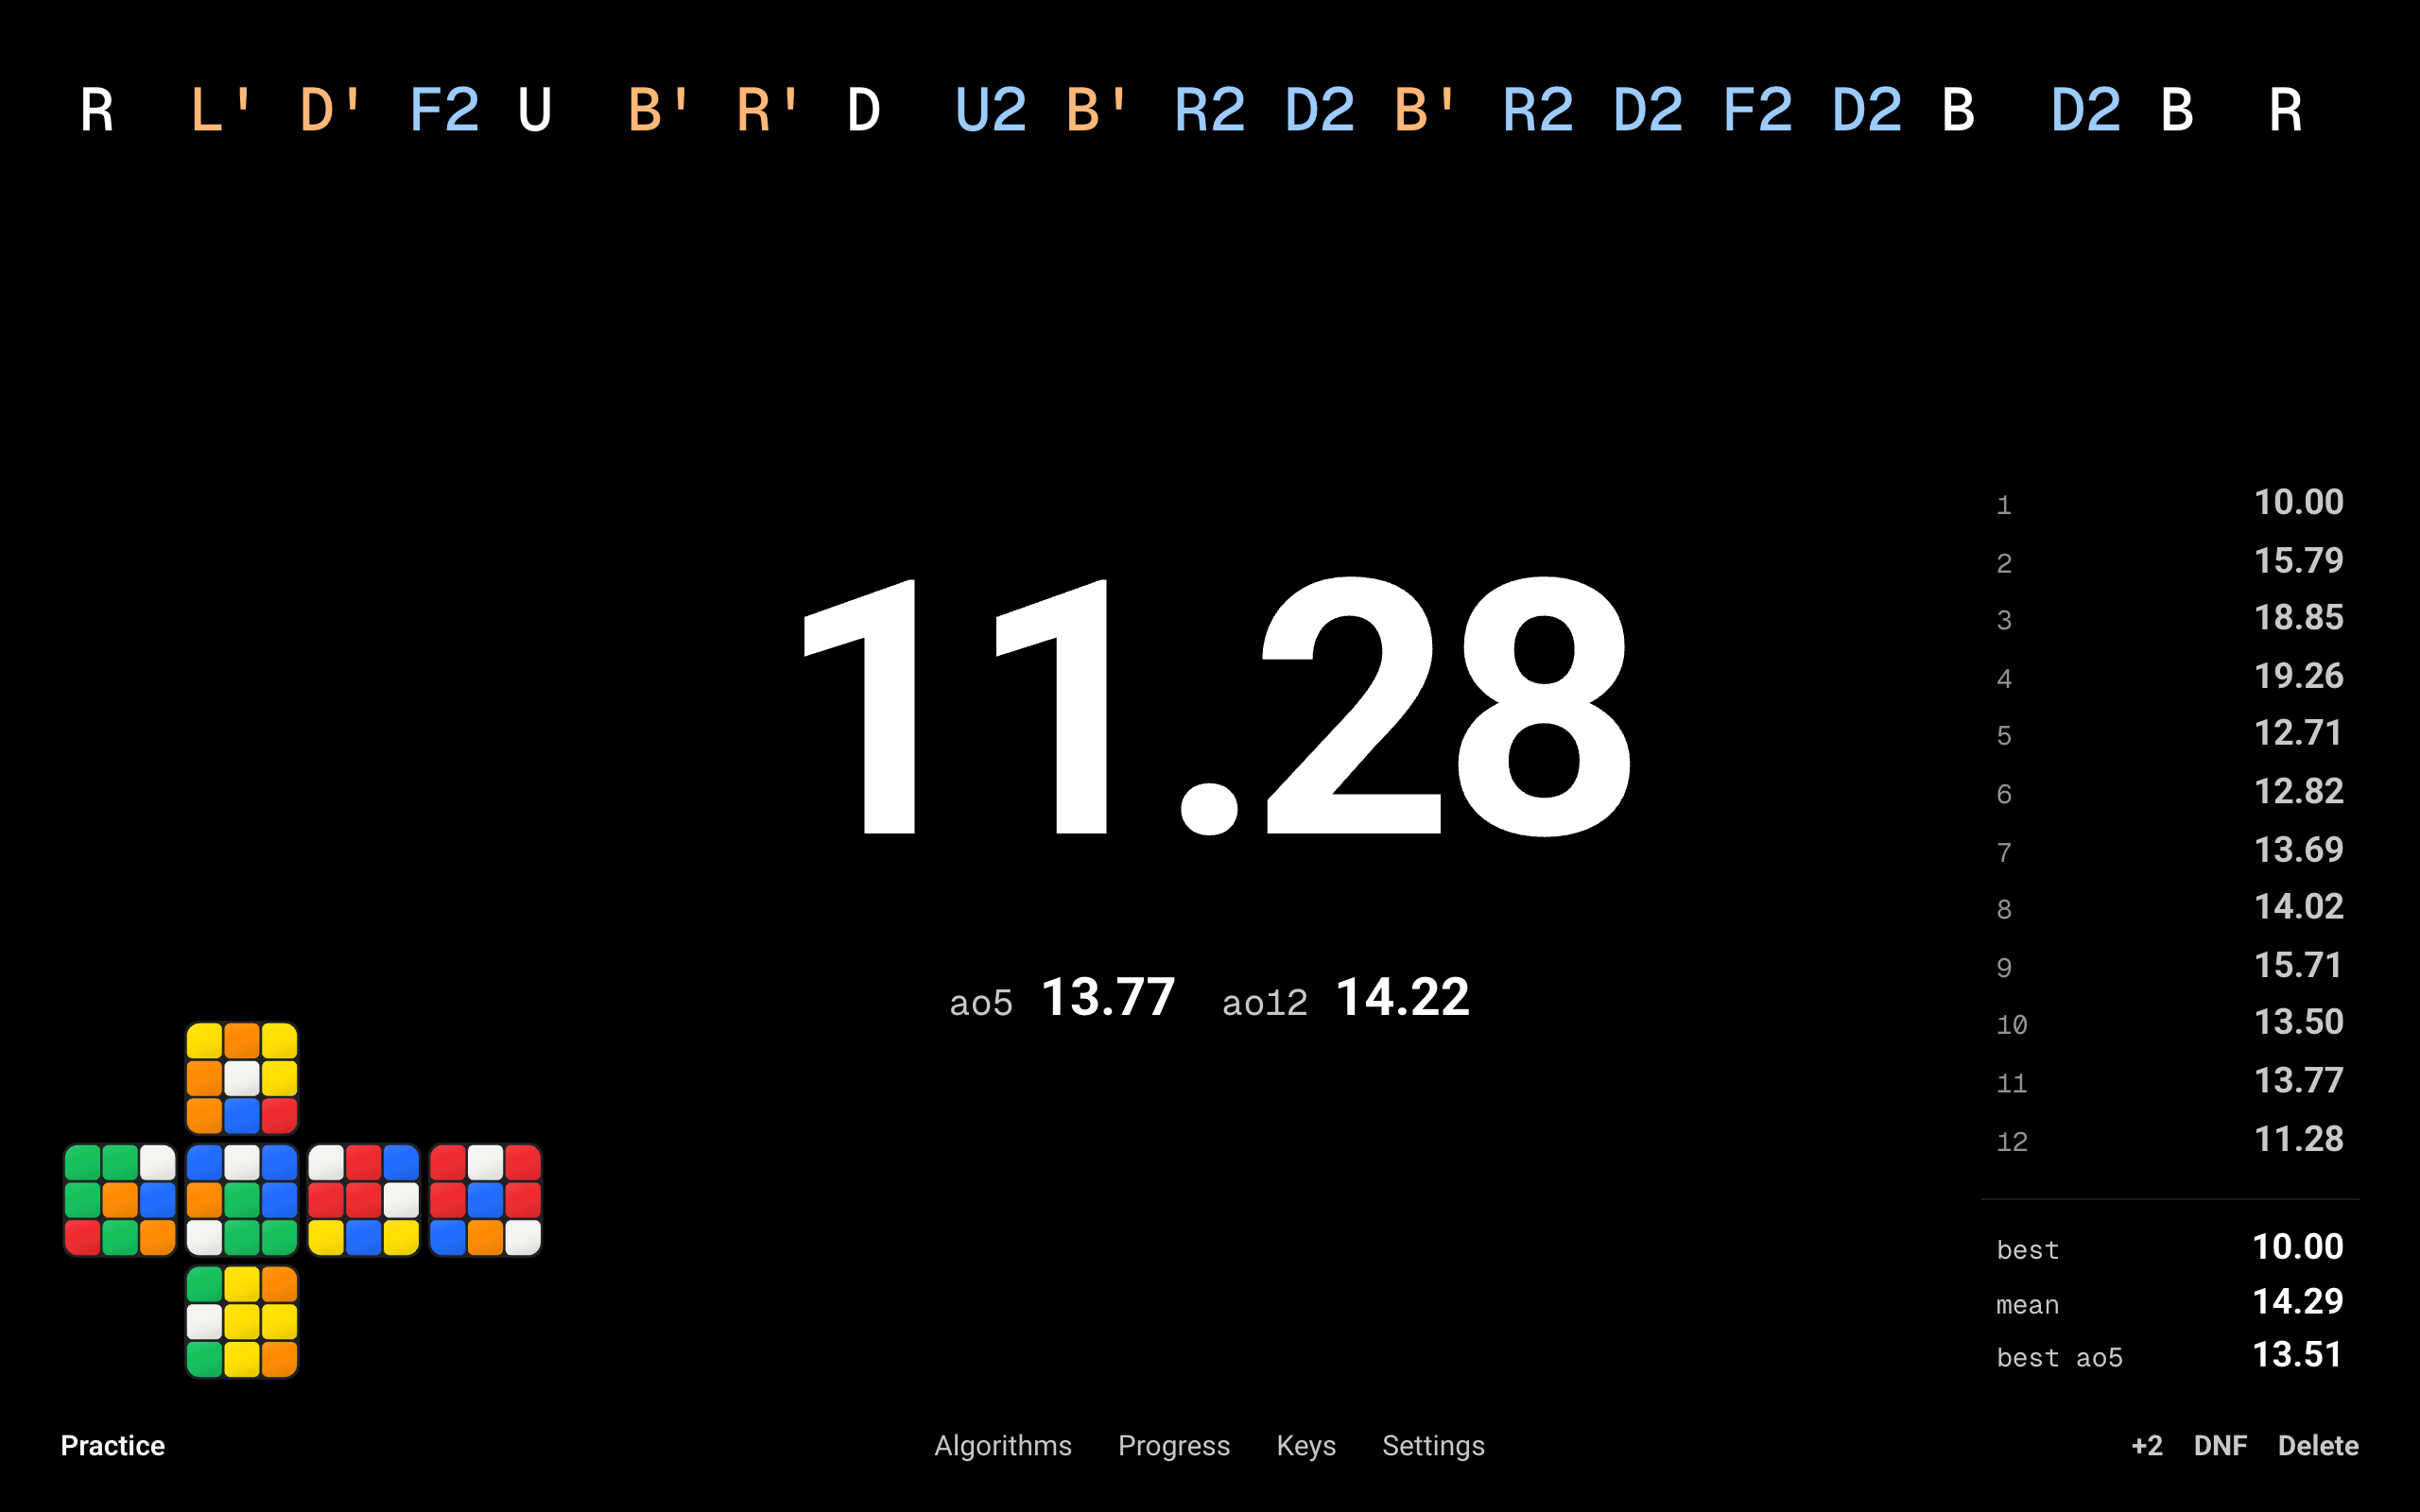 R L' D' F2 U B' R' D U2 B' R2 D2 B' R2 D2 F2 D2 B D2 B R
11.28
ao5 13.77 ao12 14.22
1 10.00
2 15.79
3 18.85
4 19.26
5 12.71
6 12.82
7 13.69
8 14.02
9 15.71
10 13.50
11 13.77
12 11.28
best 10.00
mean 14.29
best ao5 13.51
Practice Algorithms Progress Keys Settings +2 DNF Delete